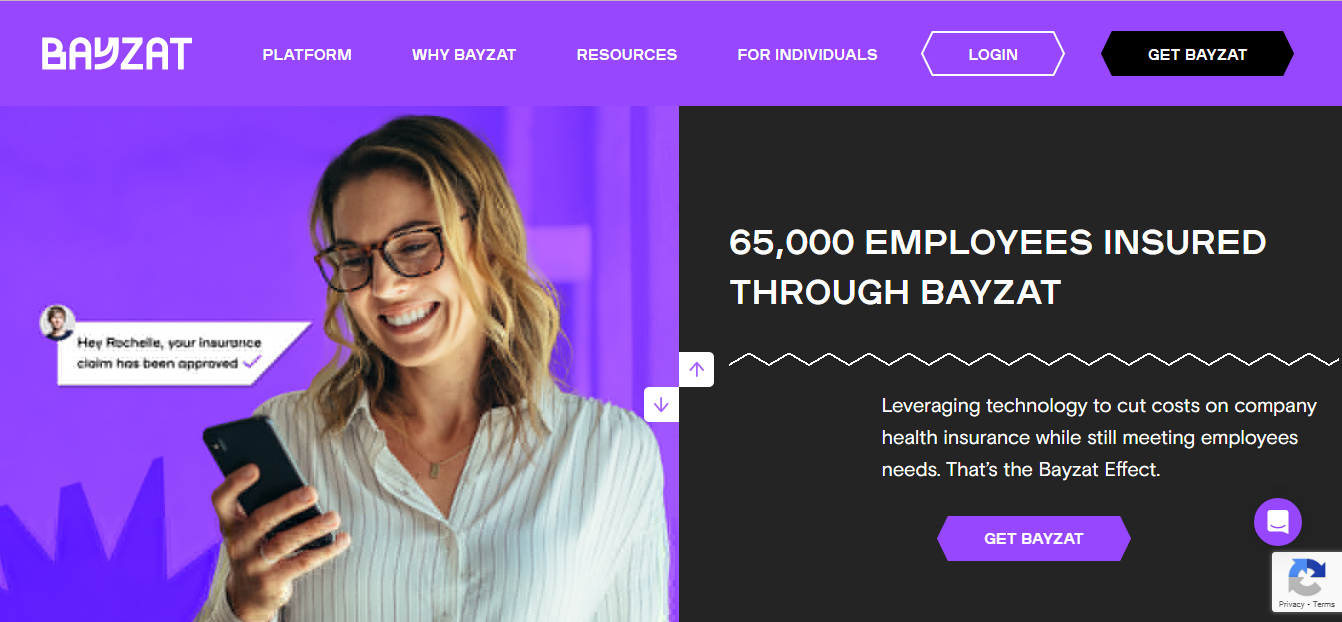 BAYZAT
PLATFORM
WHY BAYZAT
RESOURCES
FOR INDIVIDUALS
LOGIN
GET BAYZAT
Hey Rochelle, your insurance
claim has been approved
65,000 EMPLOYEES INSURED
THROUGH BAYZAT
Leveraging technology to cut costs on company
health insurance while still meeting employees
needs. That's the Bayzat Effect.
GET BAYZAT
Privacy - Terms